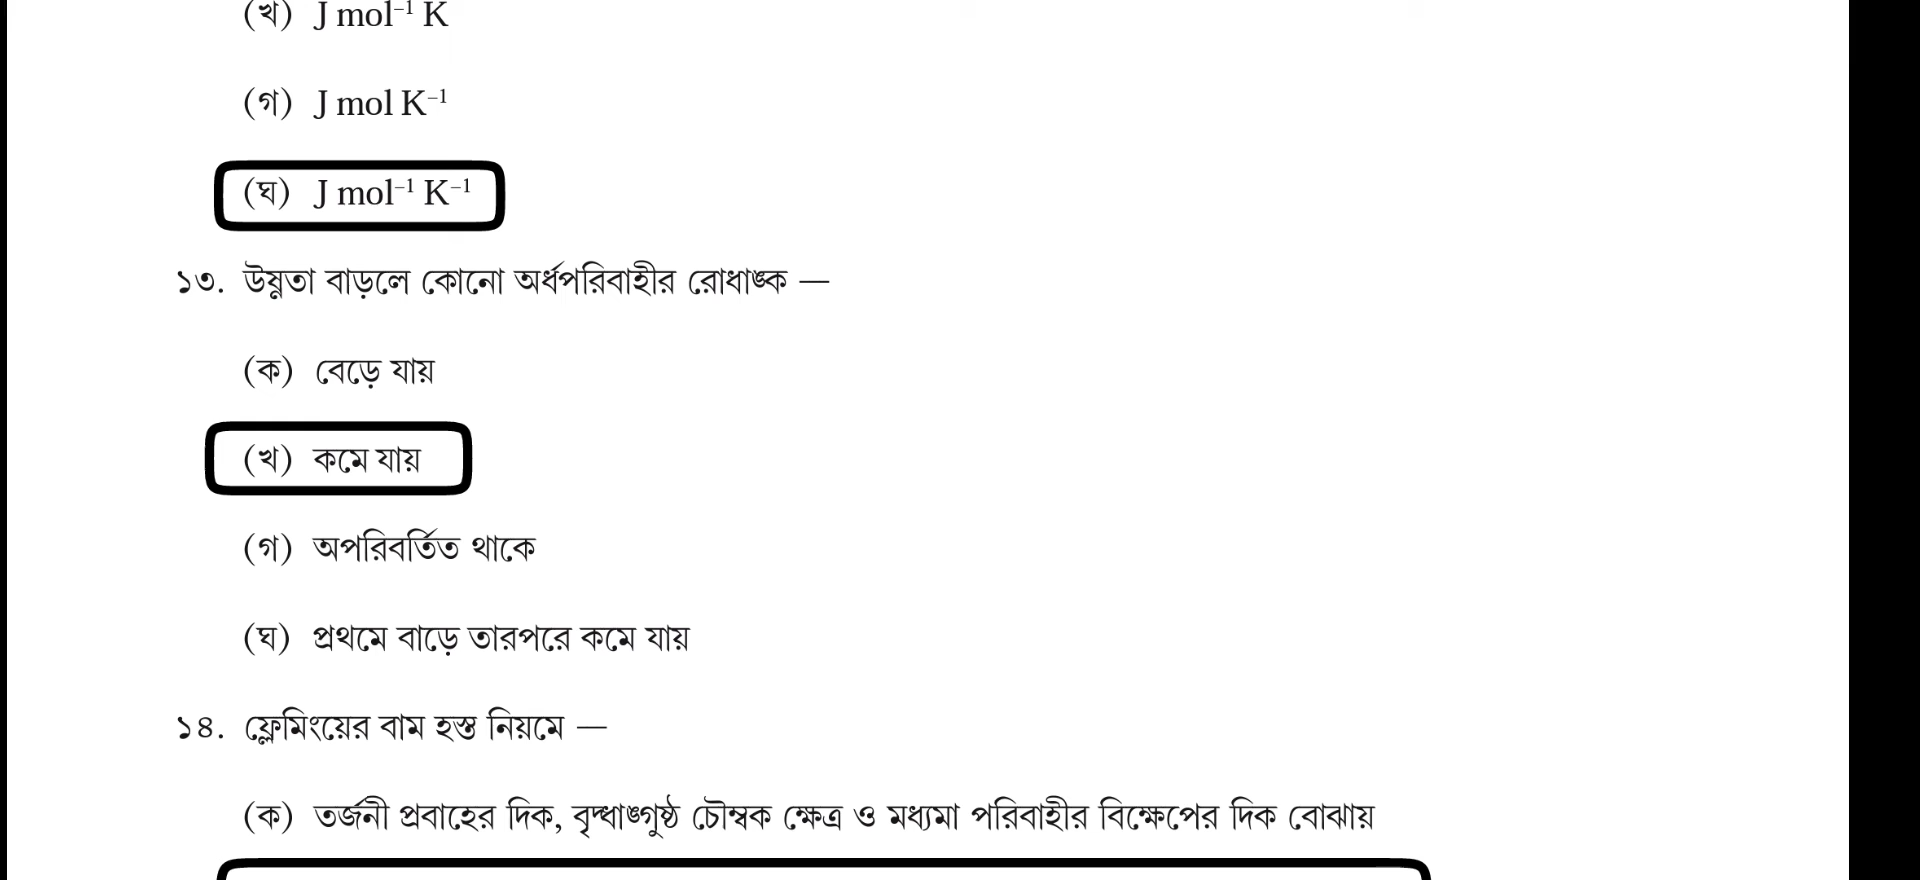 (খ) J mol⁻¹ K
(গ) J mol K⁻¹
(ঘ) J mol⁻¹ K⁻¹
১৩. উষ্ণতা বাড়লে কোনো অর্ধপরিবাহীর রোধাঙ্ক —
(ক) বেড়ে যায়
(খ) কমে যায়
(গ) অপরিবর্তিত থাকে
(ঘ) প্রথমে বাড়ে তারপরে কমে যায়
১৪. ফ্লেমিংয়ের বাম হস্ত নিয়মে —
(ক) তর্জনী প্রবাহের দিক, বৃদ্ধাঙ্গুষ্ঠ চৌম্বক ক্ষেত্র ও মধ্যমা পরিবাহীর বিক্ষেপের দিক বোঝায়